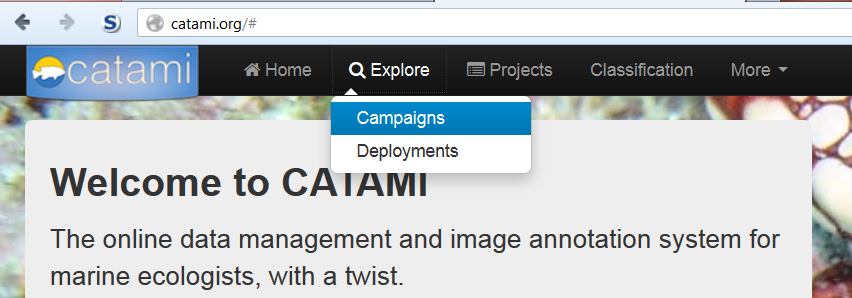 catami.org/#
catami Home Explore Projects Classification More
Campaigns
Deployments
Welcome to CATAMI
The online data management and image annotation system for
marine ecologists, with a twist.